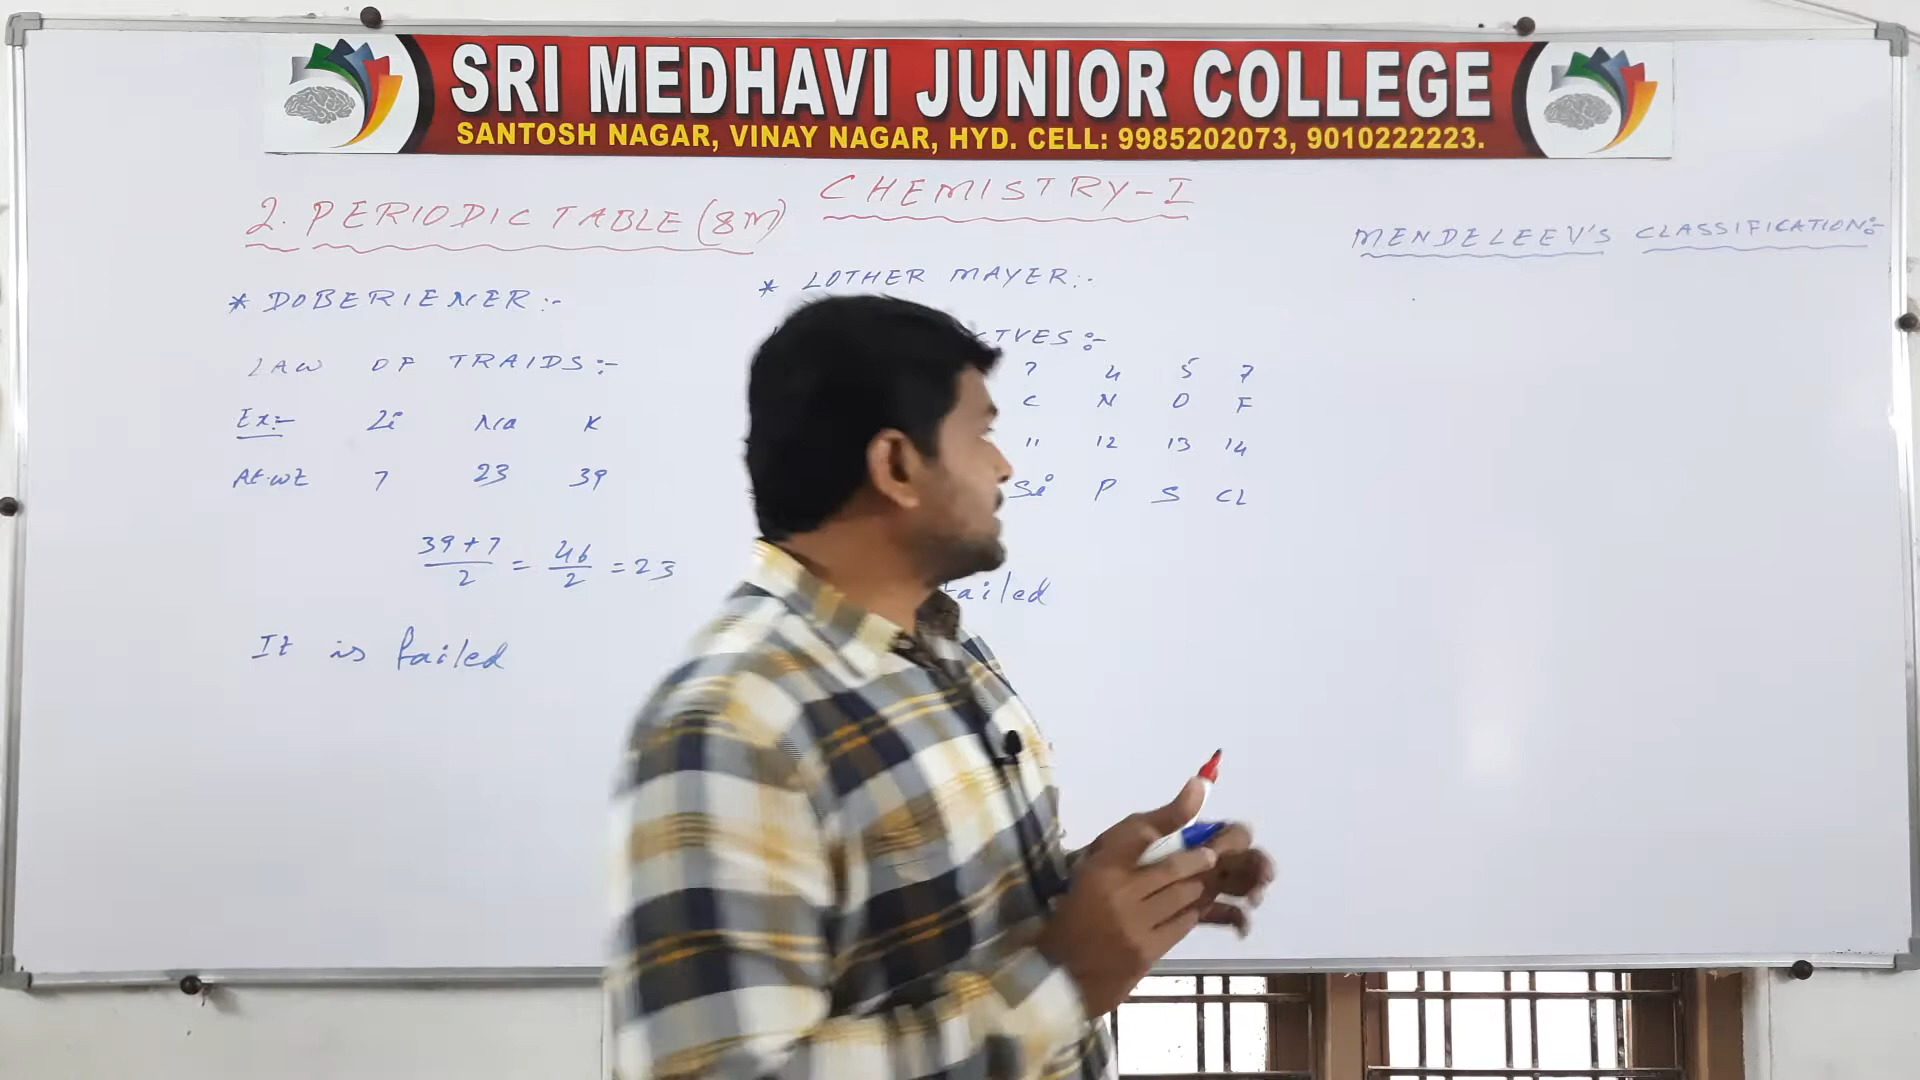 SRI MEDHAVI JUNIOR COLLEGE
SANTOSH NAGAR, VINAY NAGAR, HYD. CELL: 9985202073, 9010222223.
CHEMISTRY-I
2. PERIODIC TABLE (8M)
* DOBERIENER:-
LAW OF TRAIDS:-
Ex:- Li Na K
At.wt 7 23 39
39+7/2 = 46/2 = 23
It is failed
* LOTHER MAYER:-
? 4 5 7
C N O F
11 12 13 14
Si P S CL
failed
MENDELEEV'S CLASSIFICATION:-